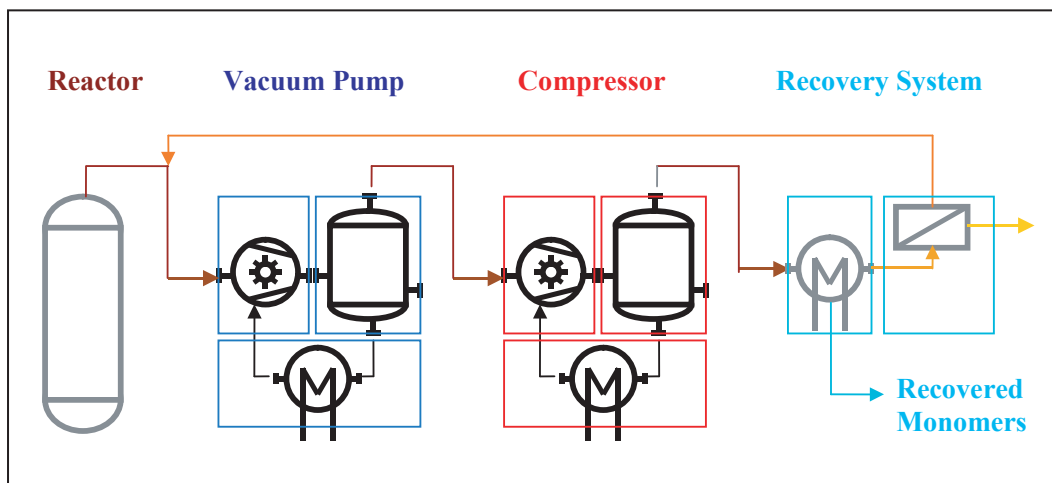 Reactor
Vacuum Pump
Compressor
Recovery System
Recovered
Monomers